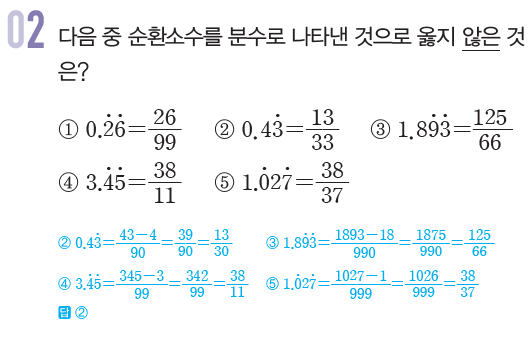 02 다음 중 순환소수를 분수로 나타낸 것으로 옳지 않은 것
은?
① 0.2̇6̇=26/99 ② 0.43̇=13/33 ③ 1.89̇3̇=125/66
④ 3.4̇5̇=38/11 ⑤ 1.0̇27̇=38/37
② 0.43̇=43-4/90=39/90=13/30 ③ 1.89̇3̇=1893-18/990=1875/990=125/66
④ 3.4̇5̇=345-3/99=342/99=38/11 ⑤ 1.0̇27̇=1027-1/999=1026/999=38/37
답 ②